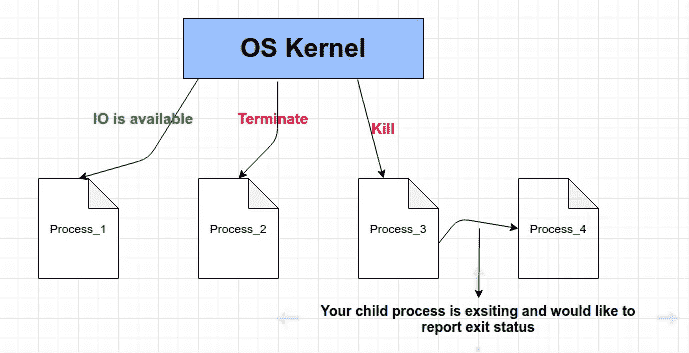 OS Kernel
IO is available
Terminate
Kill
Process_1
Process_2
Process_3
Process_4
Your child process is exsiting and would like to
report exit status